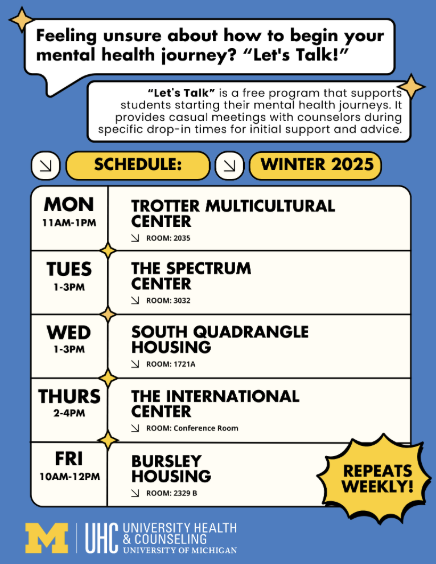 Feeling unsure about how to begin your
mental health journey? “Let's Talk!”
“Let's Talk” is a free program that supports
students starting their mental health journeys. It
provides casual meetings with counselors during
specific drop-in times for initial support and advice.
SCHEDULE:
WINTER 2025
MON
11AM-1PM
TROTTER MULTICULTURAL
CENTER
ROOM: 2035
TUES
1-3PM
THE SPECTRUM
CENTER
ROOM: 3032
WED
1-3PM
SOUTH QUADRANGLE
HOUSING
ROOM: 1721A
THURS
2-4PM
THE INTERNATIONAL
CENTER
ROOM: Conference Room
FRI
10AM-12PM
BURSLEY
HOUSING
ROOM: 2329 B
REPEATS
WEEKLY!
M
UHC
UNIVERSITY HEALTH
& COUNSELING
UNIVERSITY OF MICHIGAN